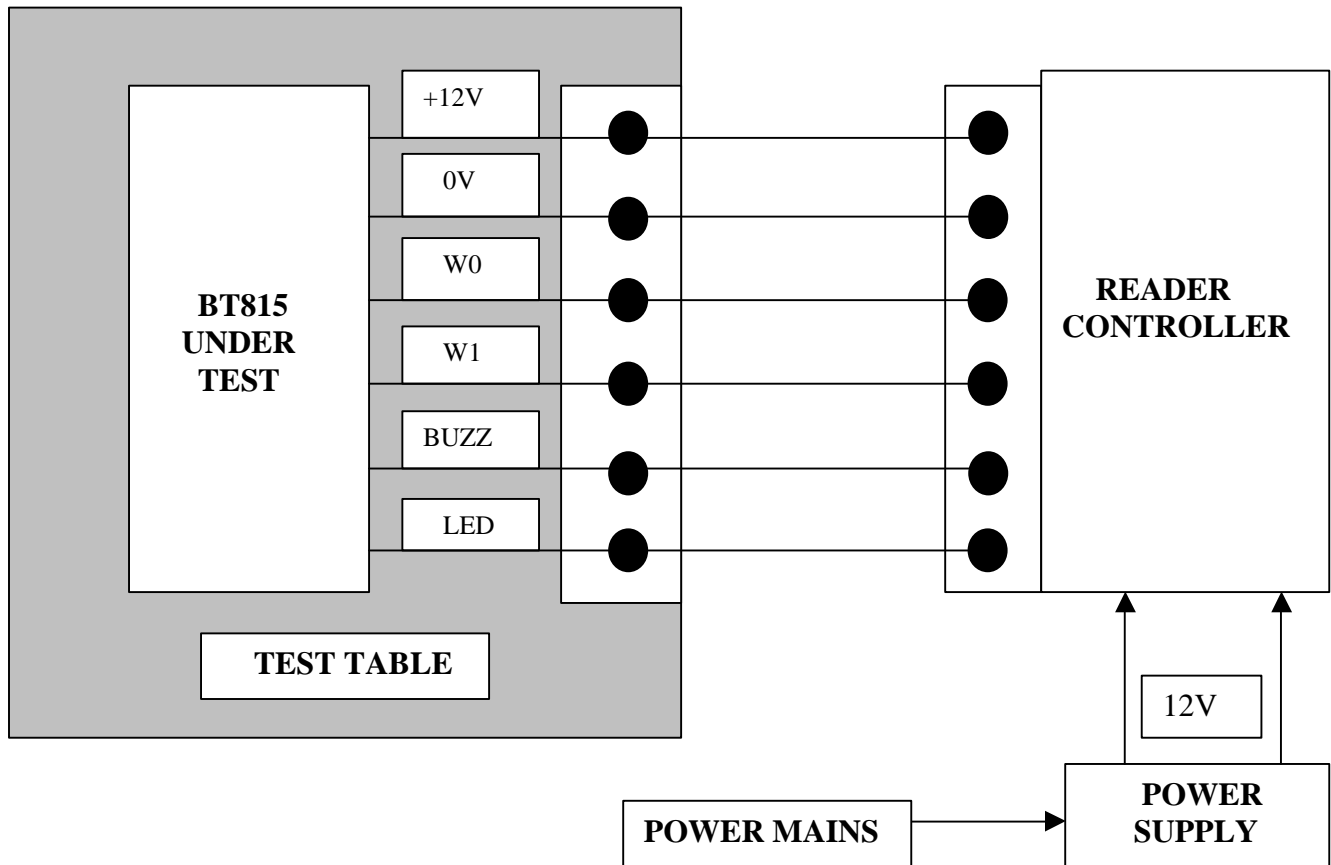 +12V
0V
W0
W1
BUZZ
LED
BT815
UNDER
TEST
TEST TABLE
READER
CONTROLLER
12V
POWER MAINS
POWER
SUPPLY